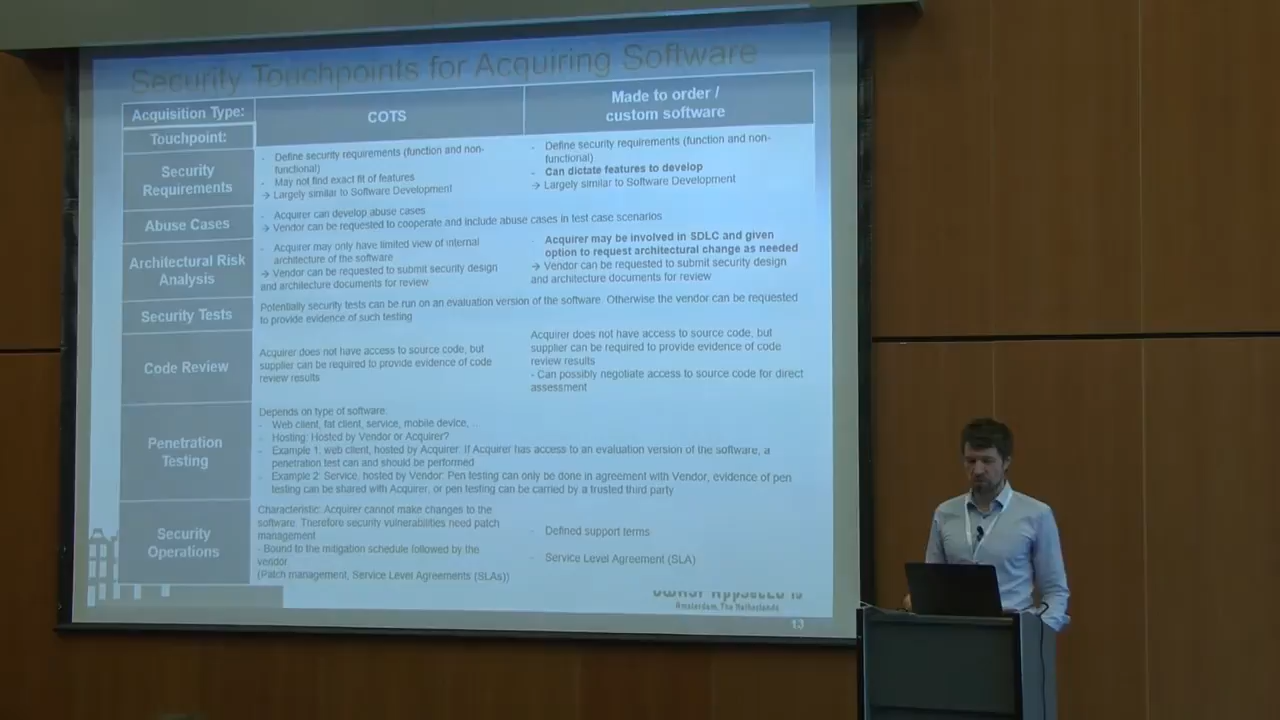 Security Touchpoints for Acquiring Software
Acquisition Type:
COTS
Made to order /
custom software
Touchpoint:
Security
Requirements
- Define security requirements (function and non-
functional)
- May not find exact fit of features
→ Largely similar to Software Development
- Define security requirements (function and non-
functional)
- Can dictate features to develop
→ Largely similar to Software Development
Abuse Cases
- Acquirer can develop abuse cases
→ Vendor can be requested to cooperate and include abuse cases in test case scenarios
Architectural Risk
Analysis
- Acquirer may only have limited view of internal
architecture of the software
→ Vendor can be requested to submit security design
and architecture documents for review
- Acquirer may be involved in SDLC and given
option to request architectural change as needed
→ Vendor can be requested to submit security design
and architecture documents for review
Security Tests
Potentially security tests can be run on an evaluation version of the software. Otherwise the vendor can be requested
to provide evidence of such testing
Code Review
Acquirer does not have access to source code, but
supplier can be required to provide evidence of code
review results
Acquirer does not have access to source code, but
supplier can be required to provide evidence of code
review results
- Can possibly negotiate access to source code for direct
assessment
Penetration
Testing
Depends on type of software:
- Web client, fat client, service, mobile device, ..
- Hosting: Hosted by Vendor or Acquirer?
- Example 1: web client, hosted by Acquirer: If Acquirer has access to an evaluation version of the software, a
penetration test can and should be performed
- Example 2: Service, hosted by Vendor: Pen testing can only be done in agreement with Vendor, evidence of pen
testing can be shared with Acquirer, or pen testing can be carried by a trusted third party
Security
Operations
Characteristic: Acquirer cannot make changes to the
software. Therefore security vulnerabilities need patch
management
- Bound to the mitigation schedule followed by the
vendor
(Patch management, Service Level Agreements (SLAs))
- Defined support terms
- Service Level Agreement (SLA)
Amsterdam, The Netherlands
13